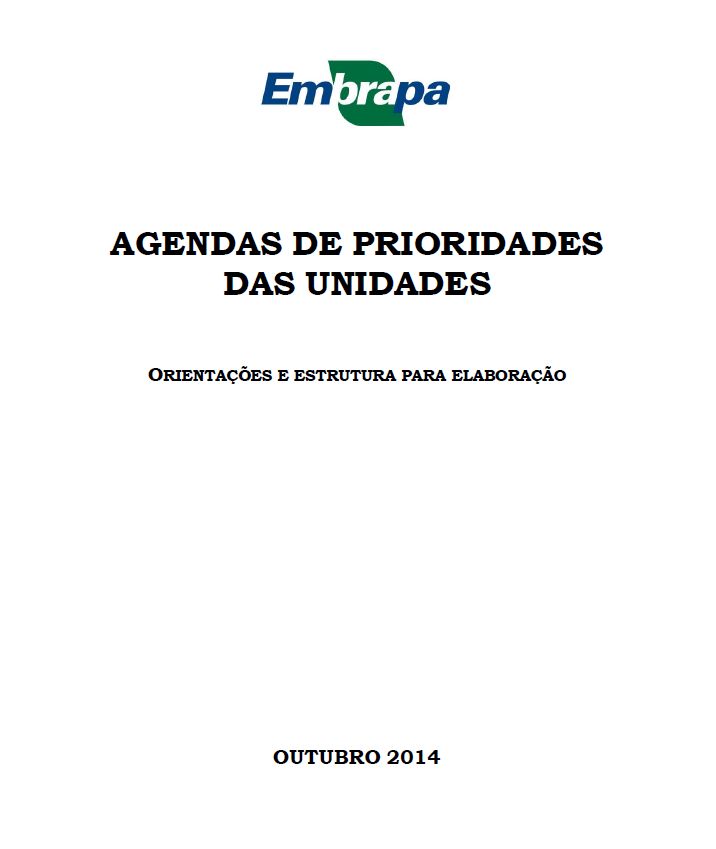 Embrapa
AGENDAS DE PRIORIDADES
DAS UNIDADES
ORIENTAÇÕES E ESTRUTURA PARA ELABORAÇÃO
OUTUBRO 2014